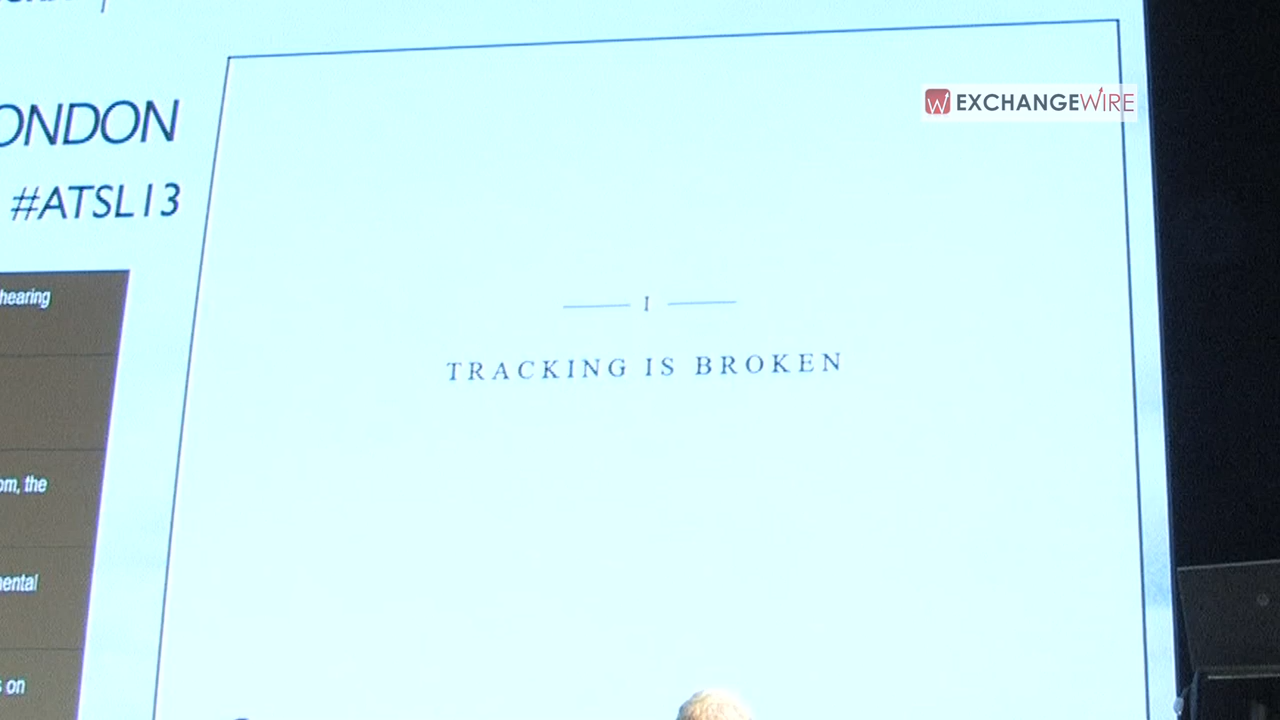 ONDON
#ATSL13
hearing
om, the
nental
s on
EXCHANGEWIRE
I
TRACKING IS BROKEN